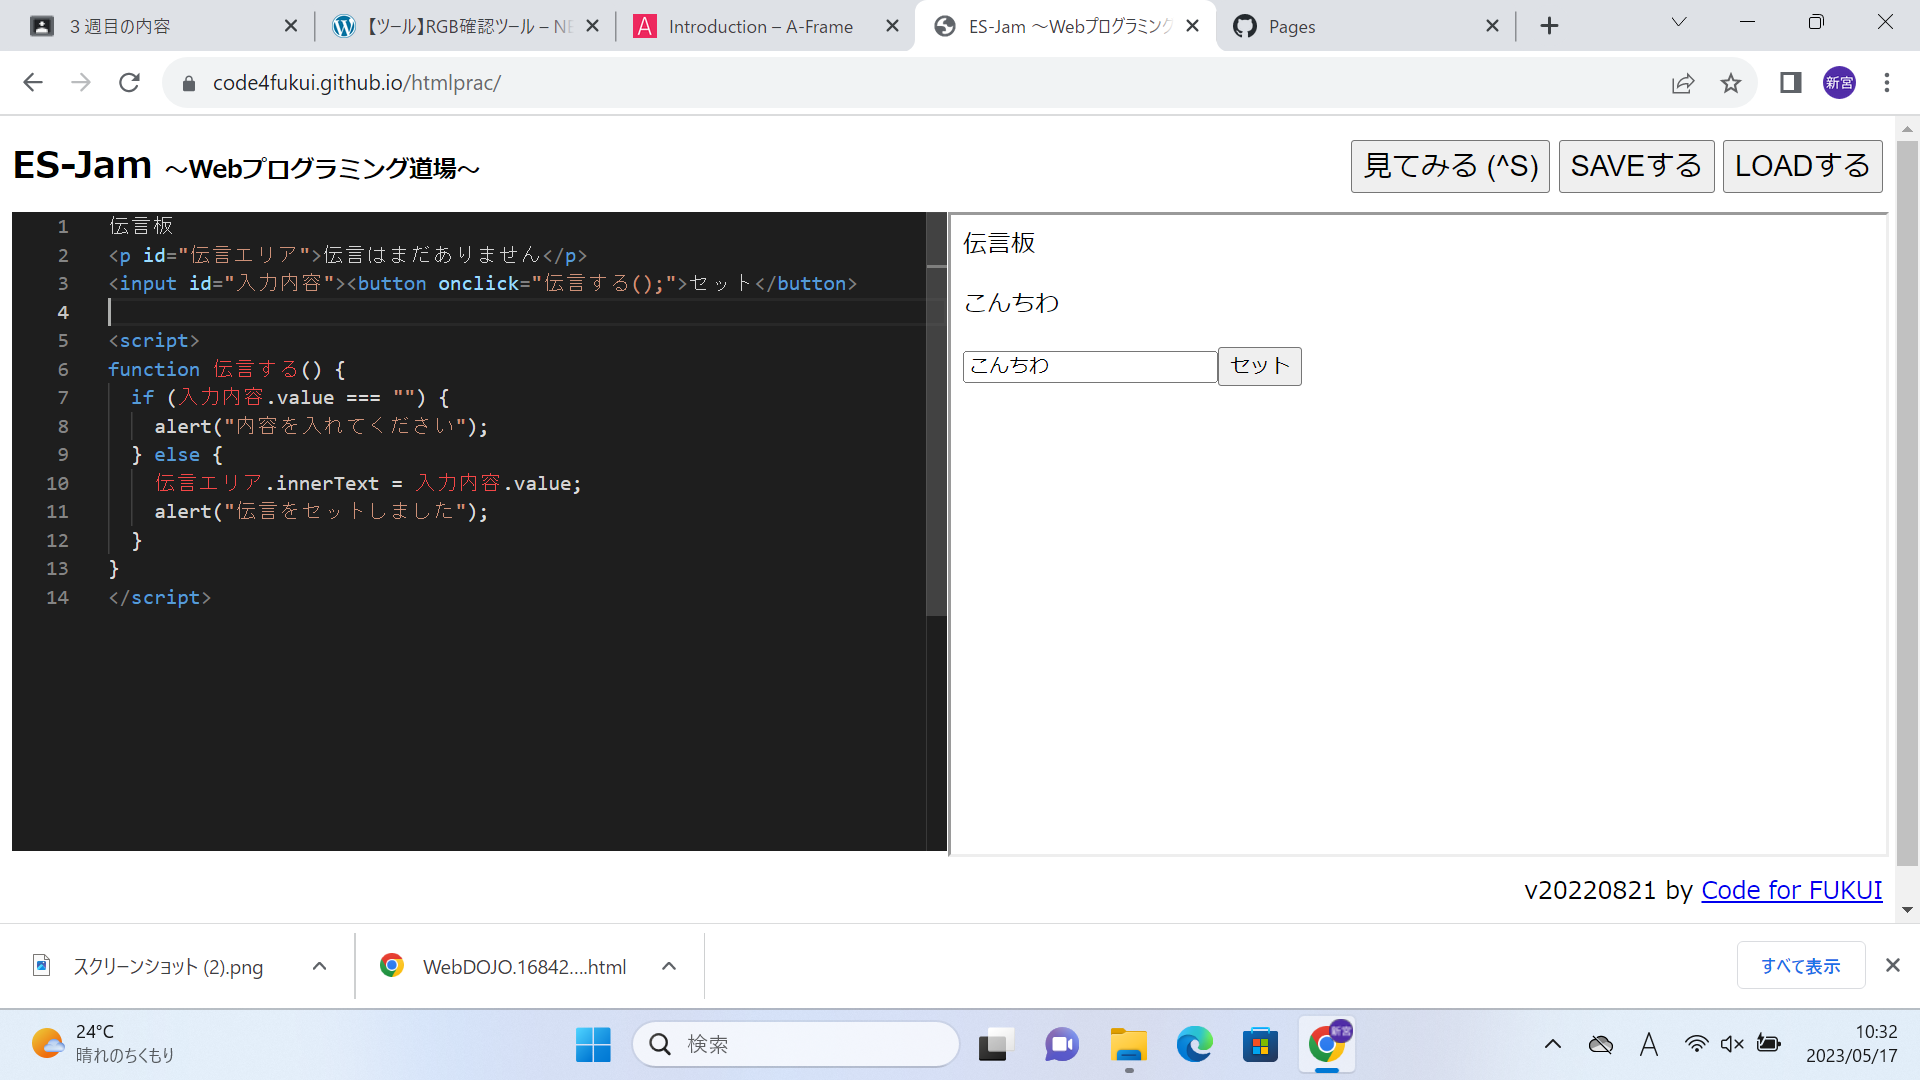 ３週目の内容
【ツール】RGB確認ツール – NE
Introduction – A-Frame
ES-Jam ～Webプログラミング
Pages
code4fukui.github.io/htmlprac/
新宮
ES-Jam ～Webプログラミング道場～
見てみる (^S)
SAVEする
LOADする
1 伝言板
2 <p id="伝言エリア">伝言はまだありません</p>
3 <input id="入力内容"><button onclick="伝言する();">セット</button>
4
5 <script>
6 function 伝言する() {
7 if (入力内容.value === "") {
8 alert("内容を入れてください");
9 } else {
10 伝言エリア.innerText = 入力内容.value;
11 alert("伝言をセットしました");
12 }
13 }
14 </script>
伝言板
こんちわ
こんちわ
セット
v20220821 by Code for FUKUI
スクリーンショット (2).png
WebDOJO.16842....html
すべて表示
24°C
晴れのちくもり
検索
新宮
A
10:32
2023/05/17